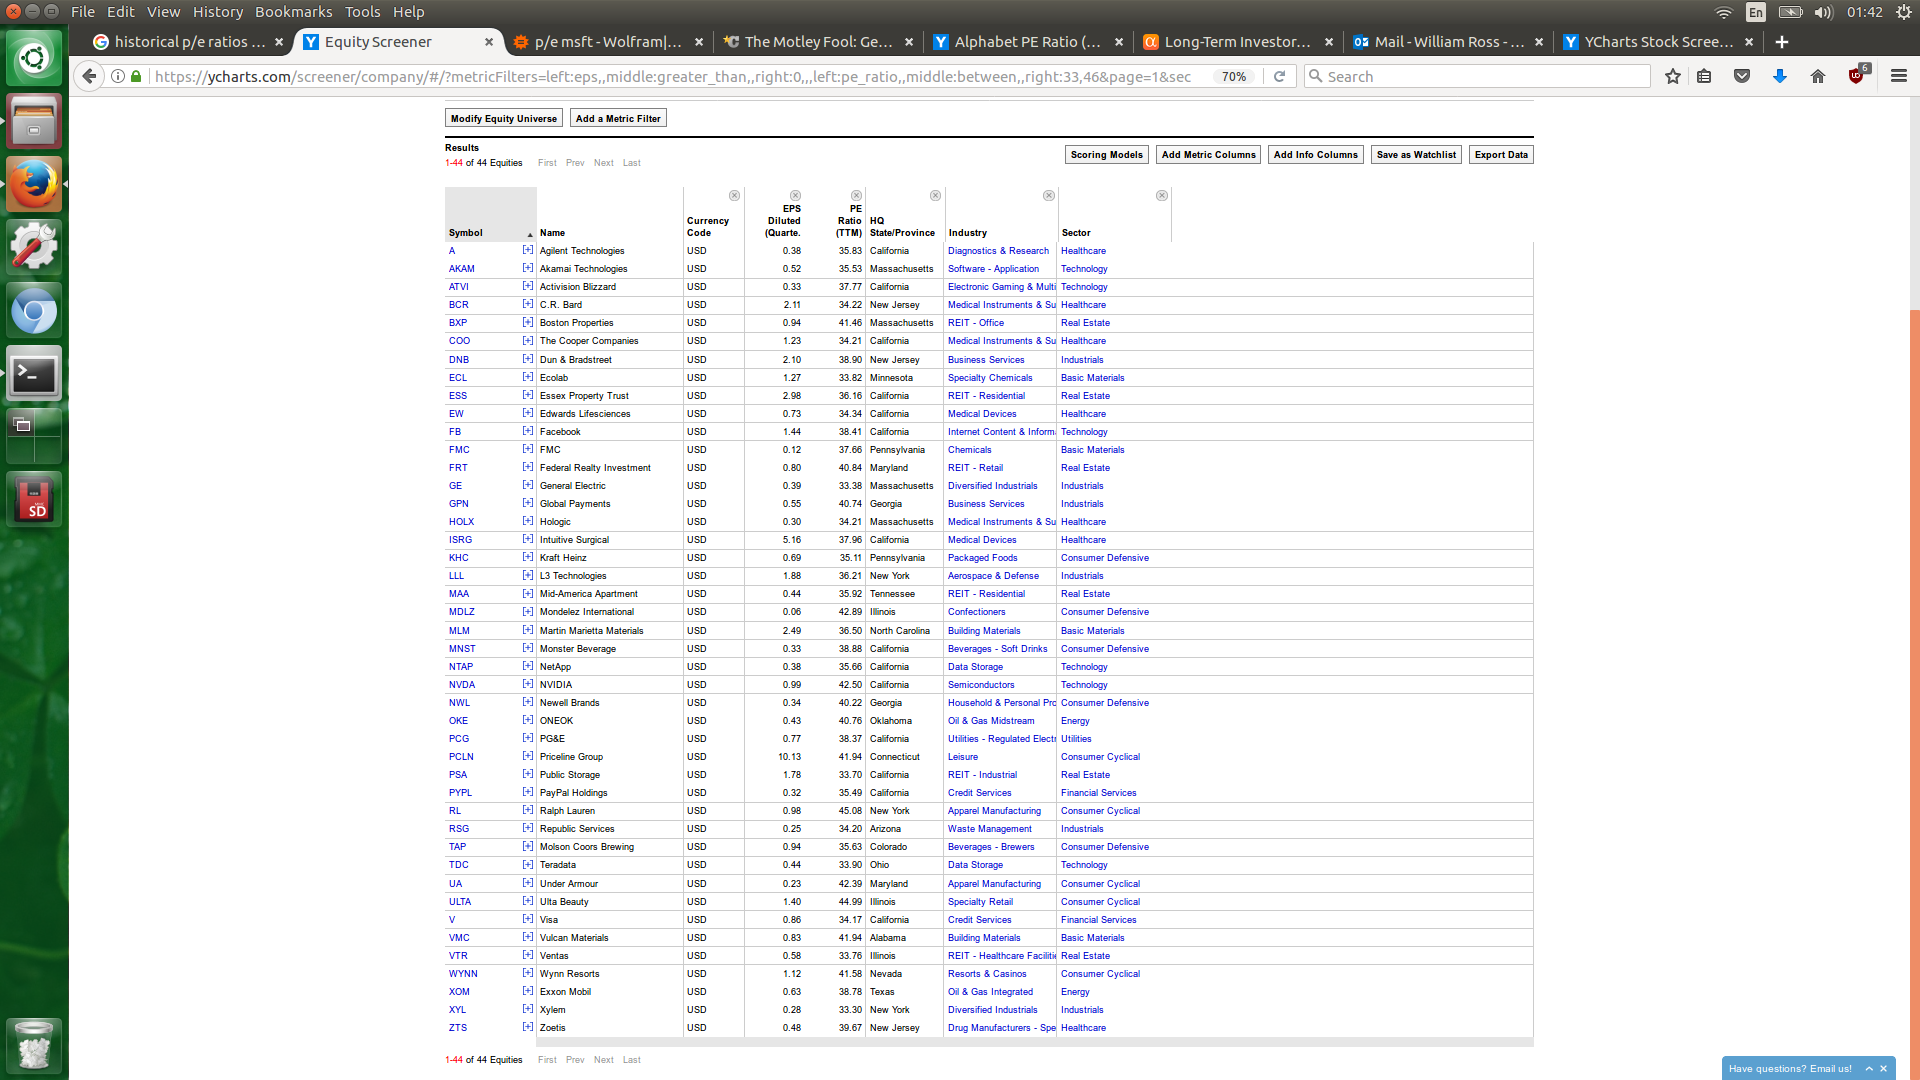 File Edit View History Bookmarks Tools Help
En 01:42
historical p/e ratios ... × Equity Screener × p/e msft - Wolfram|... × The Motley Fool: Ge... × Alphabet PE Ratio (... × Long-Term Investor... × Mail - William Ross - ... × YCharts Stock Scree... ×
https://ycharts.com/screener/company/#/?metricFilters=left:eps,,middle:greater_than,,right:0,,,left:pe_ratio,,middle:between,,right:33,46&page=1&sec 70% Search 6
Modify Equity Universe Add a Metric Filter
Results
1-44 of 44 Equities First Prev Next Last
Scoring Models Add Metric Columns Add Info Columns Save as Watchlist Export Data
Symbol Name Currency Code EPS Diluted (Quarte. PE Ratio (TTM) HQ State/Province Industry Sector
A [+] Agilent Technologies USD 0.38 35.83 California Diagnostics & Research Healthcare
AKAM [+] Akamai Technologies USD 0.52 35.53 Massachusetts Software - Application Technology
ATVI [+] Activision Blizzard USD 0.33 37.77 California Electronic Gaming & Multi Technology
BCR [+] C.R. Bard USD 2.11 34.22 New Jersey Medical Instruments & Su Healthcare
BXP [+] Boston Properties USD 0.94 41.46 Massachusetts REIT - Office Real Estate
COO [+] The Cooper Companies USD 1.23 34.21 California Medical Instruments & Su Healthcare
DNB [+] Dun & Bradstreet USD 2.10 38.90 New Jersey Business Services Industrials
ECL [+] Ecolab USD 1.27 33.82 Minnesota Specialty Chemicals Basic Materials
ESS [+] Essex Property Trust USD 2.98 36.16 California REIT - Residential Real Estate
EW [+] Edwards Lifesciences USD 0.73 34.34 California Medical Devices Healthcare
FB [+] Facebook USD 1.44 38.41 California Internet Content & Inform Technology
FMC [+] FMC USD 0.12 37.66 Pennsylvania Chemicals Basic Materials
FRT [+] Federal Realty Investment USD 0.80 40.84 Maryland REIT - Retail Real Estate
GE [+] General Electric USD 0.39 33.38 Massachusetts Diversified Industrials Industrials
GPN [+] Global Payments USD 0.55 40.74 Georgia Business Services Industrials
HOLX [+] Hologic USD 0.30 34.21 Massachusetts Medical Instruments & Su Healthcare
ISRG [+] Intuitive Surgical USD 5.16 37.96 California Medical Devices Healthcare
KHC [+] Kraft Heinz USD 0.69 35.11 Pennsylvania Packaged Foods Consumer Defensive
LLL [+] L3 Technologies USD 1.88 36.21 New York Aerospace & Defense Industrials
MAA [+] Mid-America Apartment USD 0.44 35.92 Tennessee REIT - Residential Real Estate
MDLZ [+] Mondelez International USD 0.06 42.89 Illinois Confectioners Consumer Defensive
MLM [+] Martin Marietta Materials USD 2.49 36.50 North Carolina Building Materials Basic Materials
MNST [+] Monster Beverage USD 0.33 38.88 California Beverages - Soft Drinks Consumer Defensive
NTAP [+] NetApp USD 0.38 35.66 California Data Storage Technology
NVDA [+] NVIDIA USD 0.99 42.50 California Semiconductors Technology
NWL [+] Newell Brands USD 0.34 40.22 Georgia Household & Personal Pro Consumer Defensive
OKE [+] ONEOK USD 0.43 40.76 Oklahoma Oil & Gas Midstream Energy
PCG [+] PG&E USD 0.77 38.37 California Utilities - Regulated Electr Utilities
PCLN [+] Priceline Group USD 10.13 41.94 Connecticut Leisure Consumer Cyclical
PSA [+] Public Storage USD 1.78 33.70 California REIT - Industrial Real Estate
PYPL [+] PayPal Holdings USD 0.32 35.49 California Credit Services Financial Services
RL [+] Ralph Lauren USD 0.98 45.08 New York Apparel Manufacturing Consumer Cyclical
RSG [+] Republic Services USD 0.25 34.20 Arizona Waste Management Industrials
TAP [+] Molson Coors Brewing USD 0.94 35.63 Colorado Beverages - Brewers Consumer Defensive
TDC [+] Teradata USD 0.44 33.90 Ohio Data Storage Technology
UA [+] Under Armour USD 0.23 42.39 Maryland Apparel Manufacturing Consumer Cyclical
ULTA [+] Ulta Beauty USD 1.40 44.99 Illinois Specialty Retail Consumer Cyclical
V [+] Visa USD 0.86 34.17 California Credit Services Financial Services
VMC [+] Vulcan Materials USD 0.83 41.94 Alabama Building Materials Basic Materials
VTR [+] Ventas USD 0.58 33.76 Illinois REIT - Healthcare Faciliti Real Estate
WYNN [+] Wynn Resorts USD 1.12 41.58 Nevada Resorts & Casinos Consumer Cyclical
XOM [+] Exxon Mobil USD 0.63 38.78 Texas Oil & Gas Integrated Energy
XYL [+] Xylem USD 0.28 33.30 New York Diversified Industrials Industrials
ZTS [+] Zoetis USD 0.48 39.67 New Jersey Drug Manufacturers - Spe Healthcare
1-44 of 44 Equities First Prev Next Last
Have questions? Email us!
SD